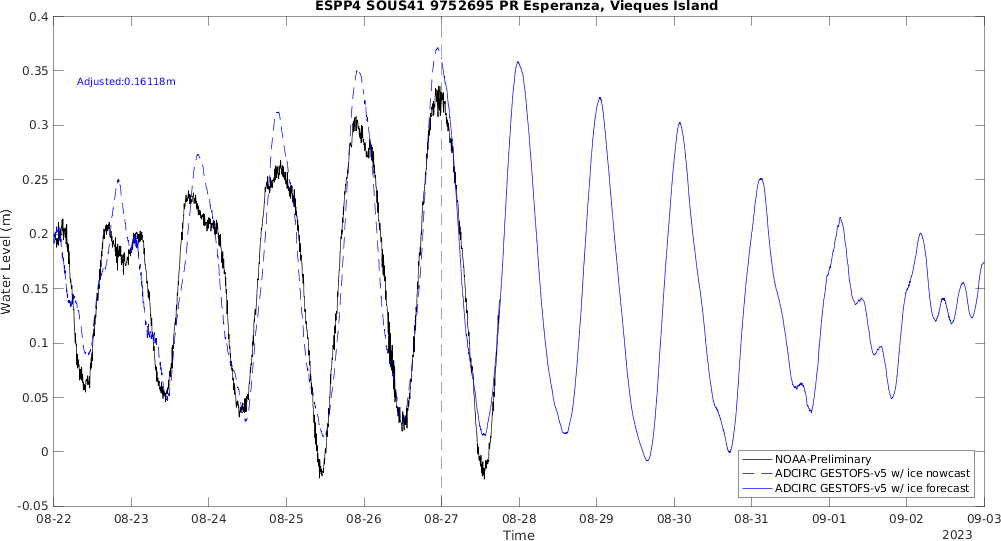 ESPP4 SOUS41 9752695 PR Esperanza, Vieques Island
0.4
0.35
0.3
0.25
0.2
0.15
0.1
0.05
0
-0.05
Water Level (m)
Adjusted:0.16118m
NOAA-Preliminary
ADCIRC GESTOFS-v5 w/ ice nowcast
ADCIRC GESTOFS-v5 w/ ice forecast
08-22 08-23 08-24 08-25 08-26 08-27 08-28 08-29 08-30 08-31 09-01 09-02 09-03
Time
2023